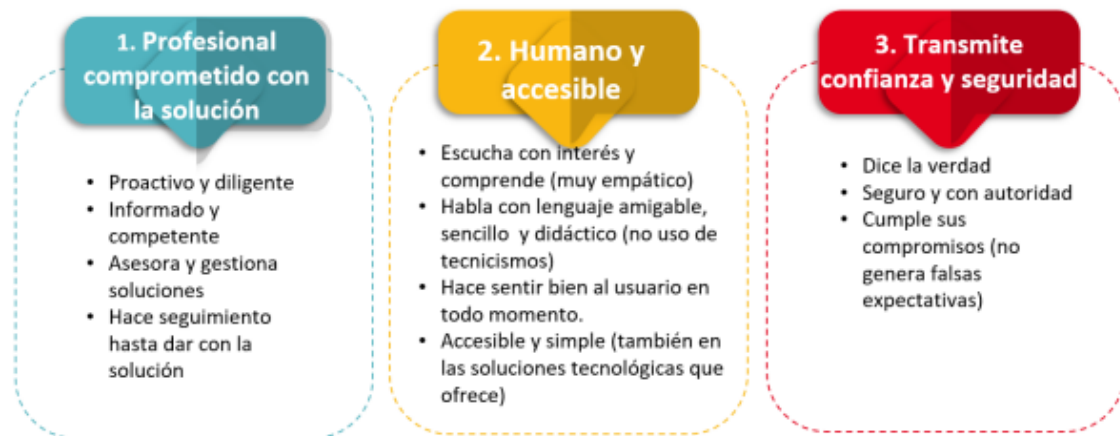 1. Profesional
comprometido con
la solución
• Proactivo y diligente
• Informado y
competente
• Asesora y gestiona
soluciones
• Hace seguimiento
hasta dar con la
solución
2. Humano y
accesible
• Escucha con interés y
comprende (muy empático)
• Habla con lenguaje amigable,
sencillo y didáctico (no uso de
tecnicismos)
• Hace sentir bien al usuario en
todo momento.
• Accesible y simple (también en
las soluciones tecnológicas que
ofrece)
3. Transmite
confianza y seguridad
• Dice la verdad
• Seguro y con autoridad
• Cumple sus
compromisos (no
genera falsas
expectativas)